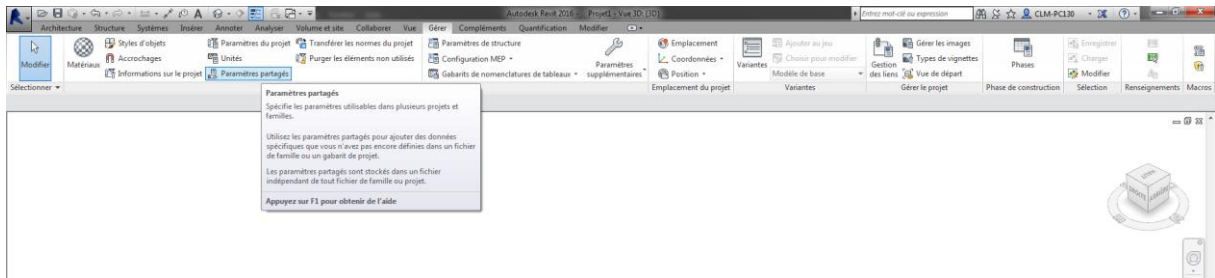 Autodesk Revit 2016 - Projet1 - Vue 3D: {3D}
Entrez mot-clé ou expression
CLM-PC130
Architecture Structure Systèmes Insérer Annoter Analyser Volume et site Collaborer Vue Gérer Compléments Quantification Modifier
Modifier
Matériaux
Styles d'objets
Accrochages
Informations sur le projet
Paramètres du projet
Unités
Paramètres partagés
Transférer les normes du projet
Purger les éléments non utilisés
Paramètres de structure
Configuration MEP
Gabarits de nomenclatures de tableaux
Paramètres
supplémentaires
Emplacement
Coordonnées
Position
Variantes
Ajouter au jeu
Choisir pour modifier
Modèle de base
Gestion
des liens
Gérer les images
Types de vignettes
Vue de départ
Phases
Enregistrer
Charger
Modifier
Sélectionner
Emplacement du projet
Variantes
Gérer le projet
Phase de construction
Sélection
Renseignements
Macros
Paramètres partagés
Spécifie les paramètres utilisables dans plusieurs projets et
familles.
Utilisez les paramètres partagés pour ajouter des données
spécifiques que vous n'avez pas encore définies dans un fichier
de famille ou un gabarit de projet.
Les paramètres partagés sont stockés dans un fichier
indépendant de tout fichier de famille ou projet.
Appuyez sur F1 pour obtenir de l'aide
DROITE